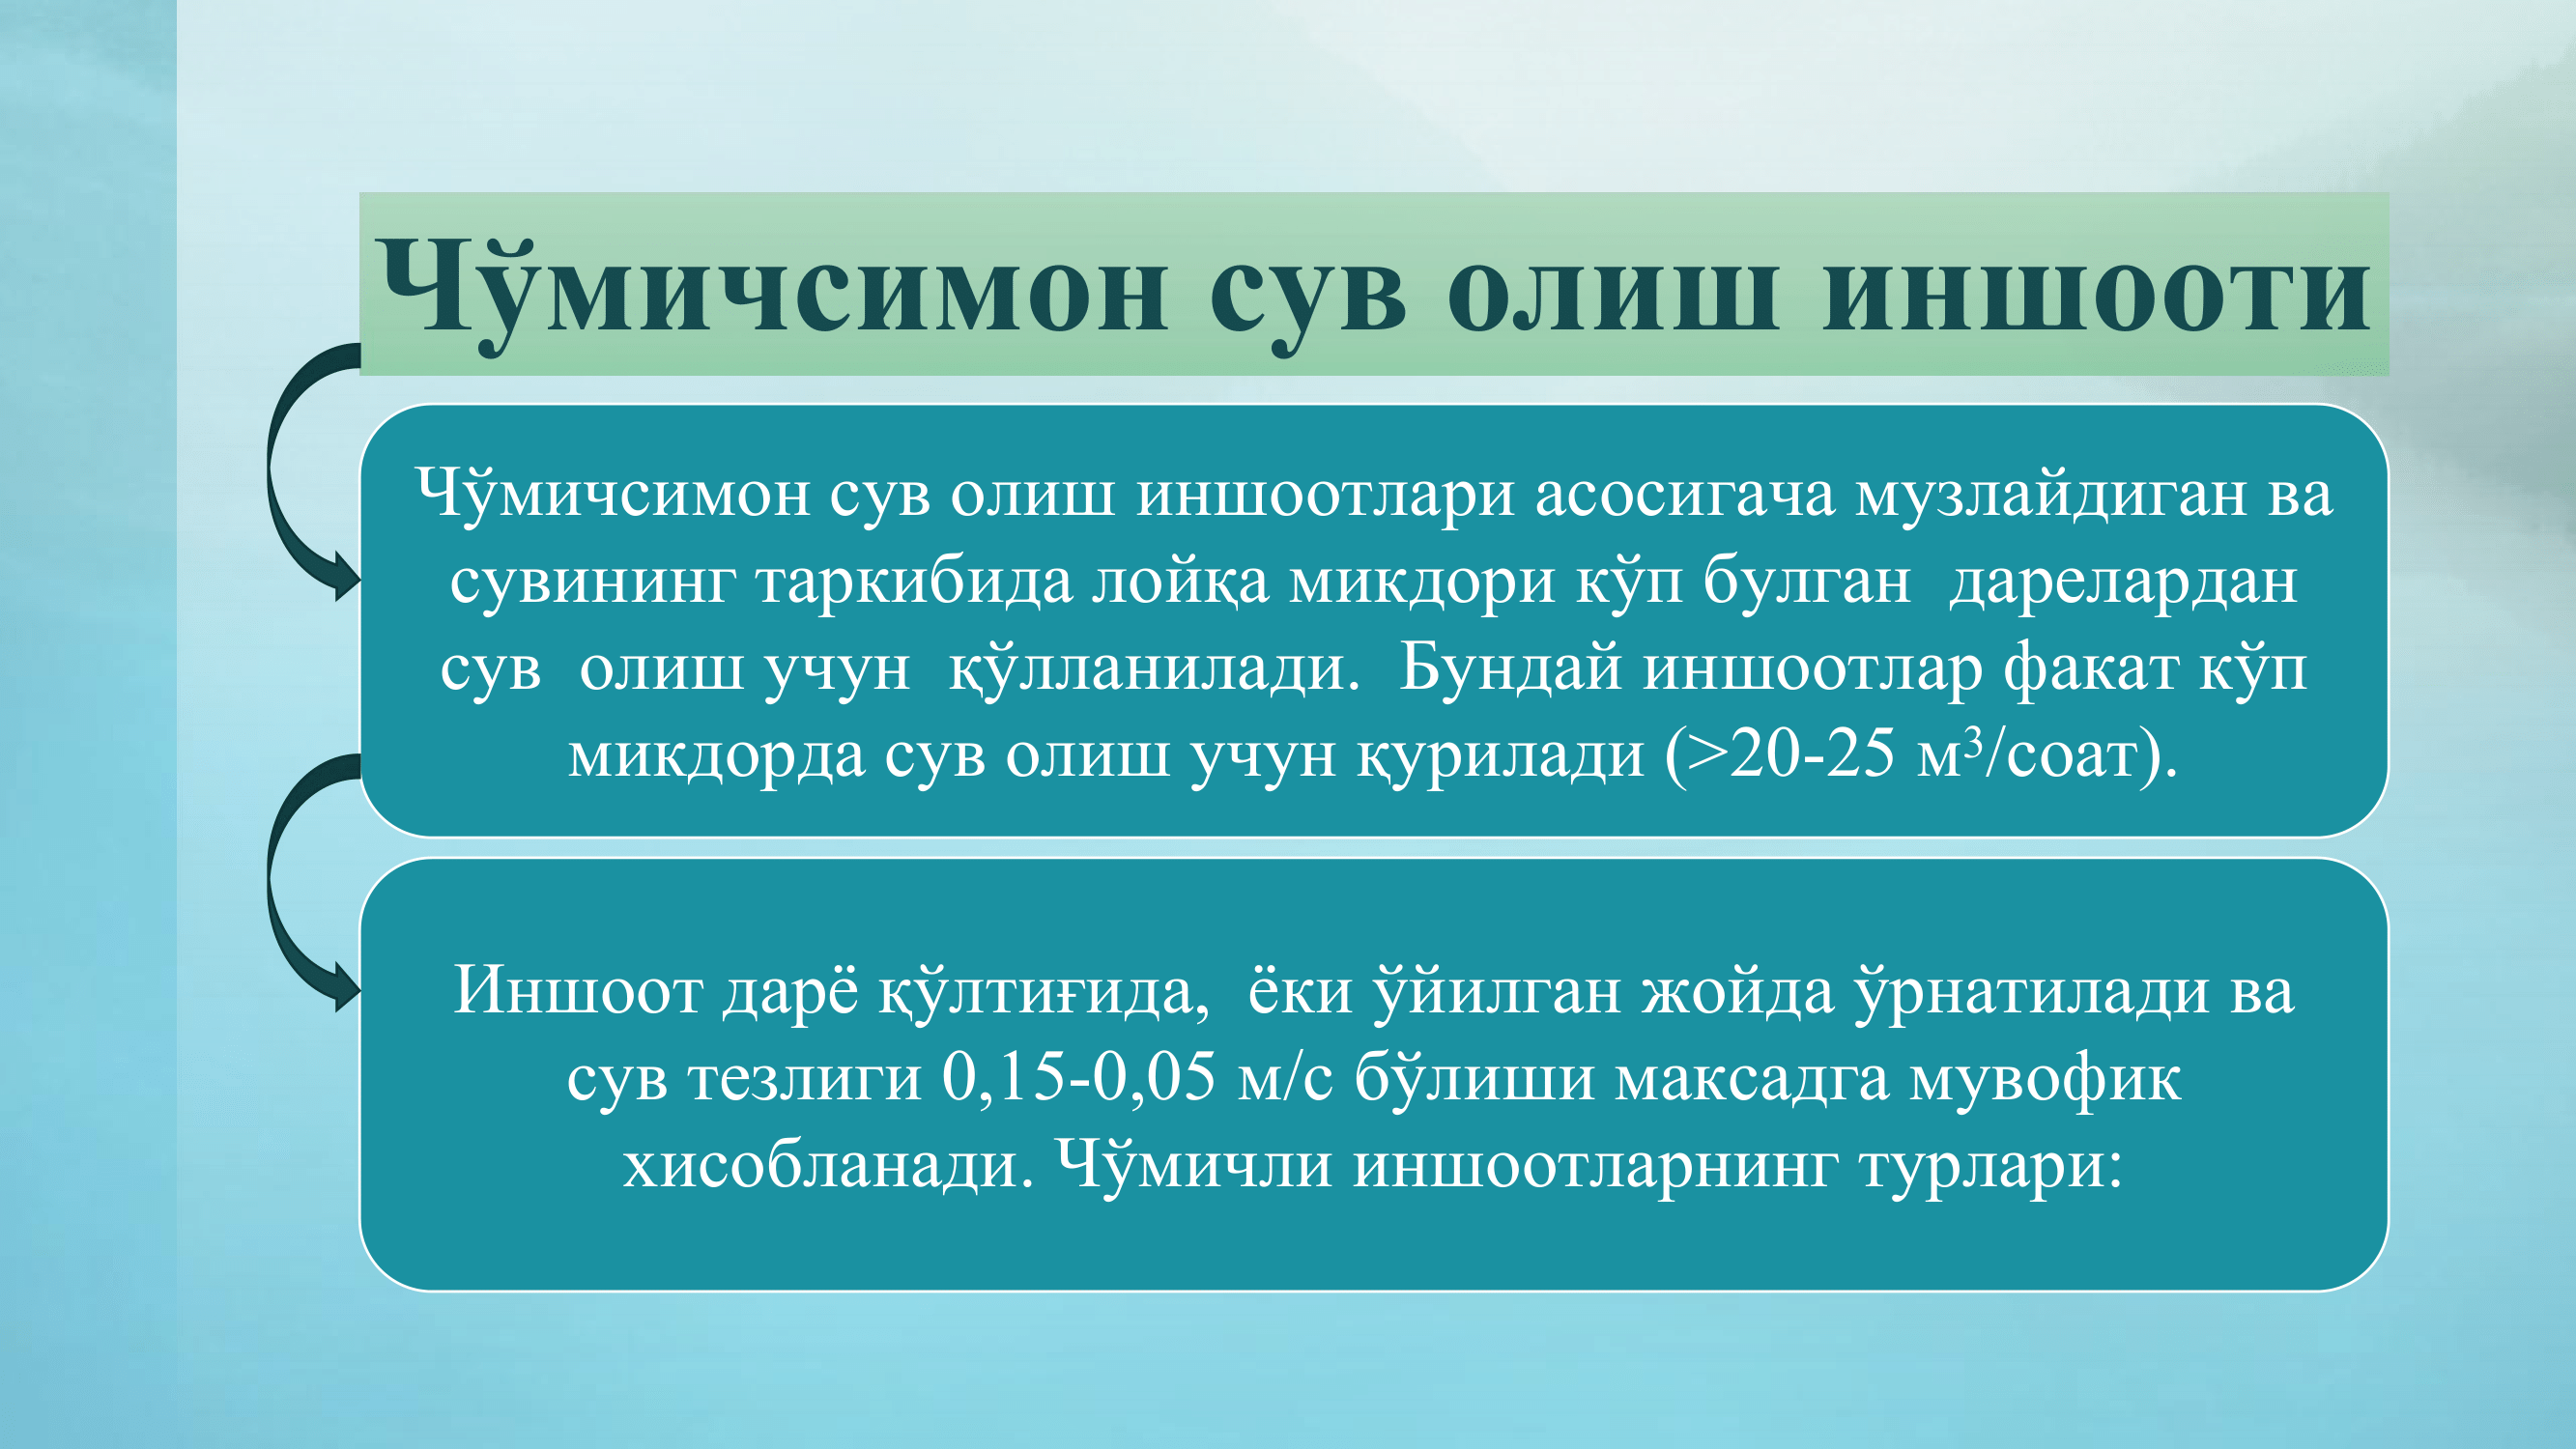 Чўмичсимон сув олиш иншооти
Чўмичсимон сув олиш иншоотлари асосигача музлайдиган ва
сувининг таркибида лойқа микдори кўп булган дарелардан
сув олиш учун қўлланилади. Бундай иншоотлар факат кўп
микдорда сув олиш учун қурилади (>20-25 м³/соат).
Иншоот дарё қўлтиғида, ёки ўйилган жойда ўрнатилади ва
сув тезлиги 0,15-0,05 м/с бўлиши максадга мувофик
хисобланади. Чўмичли иншоотларнинг турлари: